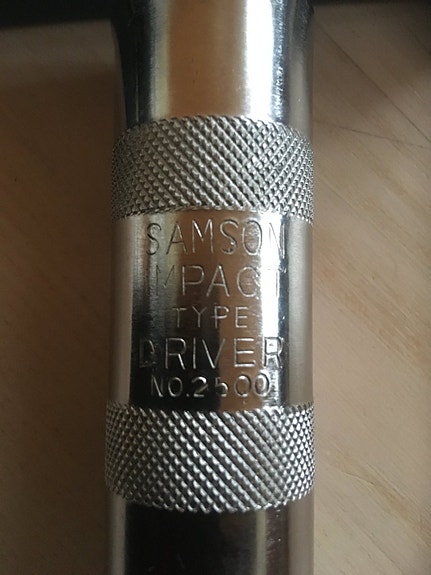 SAMSON
IMPACT
TYPE
DRIVER
NO.2500